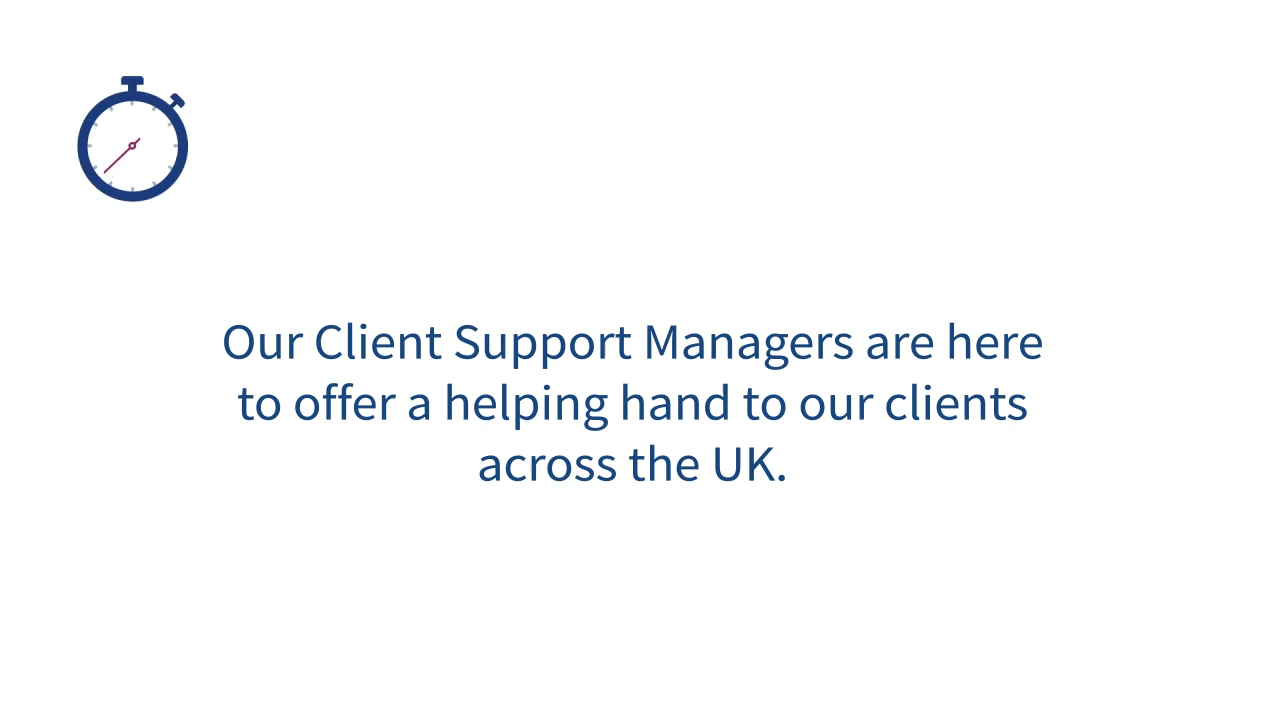 Our Client Support Managers are here
to offer a helping hand to our clients
across the UK.